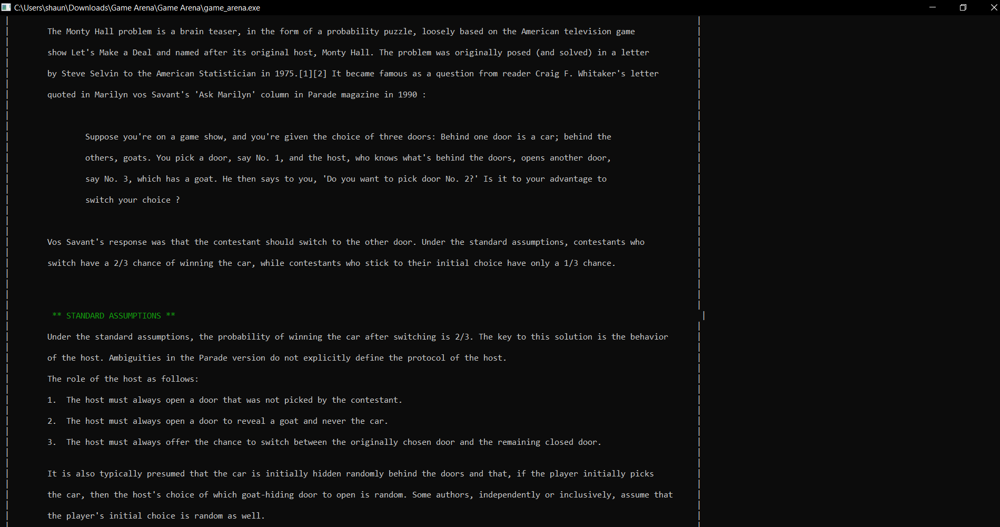 C:\Users\shaun\Downloads\Game Arena\Game Arena\game_arena.exe
The Monty Hall problem is a brain teaser, in the form of a probability puzzle, loosely based on the American television game
show Let's Make a Deal and named after its original host, Monty Hall. The problem was originally posed (and solved) in a letter
by Steve Selvin to the American Statistician in 1975.[1][2] It became famous as a question from reader Craig F. Whitaker's letter
quoted in Marilyn vos Savant's 'Ask Marilyn' column in Parade magazine in 1990 :
Suppose you're on a game show, and you're given the choice of three doors: Behind one door is a car; behind the
others, goats. You pick a door, say No. 1, and the host, who knows what's behind the doors, opens another door,
say No. 3, which has a goat. He then says to you, 'Do you want to pick door No. 2?' Is it to your advantage to
switch your choice ?
Vos Savant's response was that the contestant should switch to the other door. Under the standard assumptions, contestants who
switch have a 2/3 chance of winning the car, while contestants who stick to their initial choice have only a 1/3 chance.
** STANDARD ASSUMPTIONS **
Under the standard assumptions, the probability of winning the car after switching is 2/3. The key to this solution is the behavior
of the host. Ambiguities in the Parade version do not explicitly define the protocol of the host.
The role of the host as follows:
1.  The host must always open a door that was not picked by the contestant.
2.  The host must always open a door to reveal a goat and never the car.
3.  The host must always offer the chance to switch between the originally chosen door and the remaining closed door.
It is also typically presumed that the car is initially hidden randomly behind the doors and that, if the player initially picks
the car, then the host's choice of which goat-hiding door to open is random. Some authors, independently or inclusively, assume that
the player's initial choice is random as well.